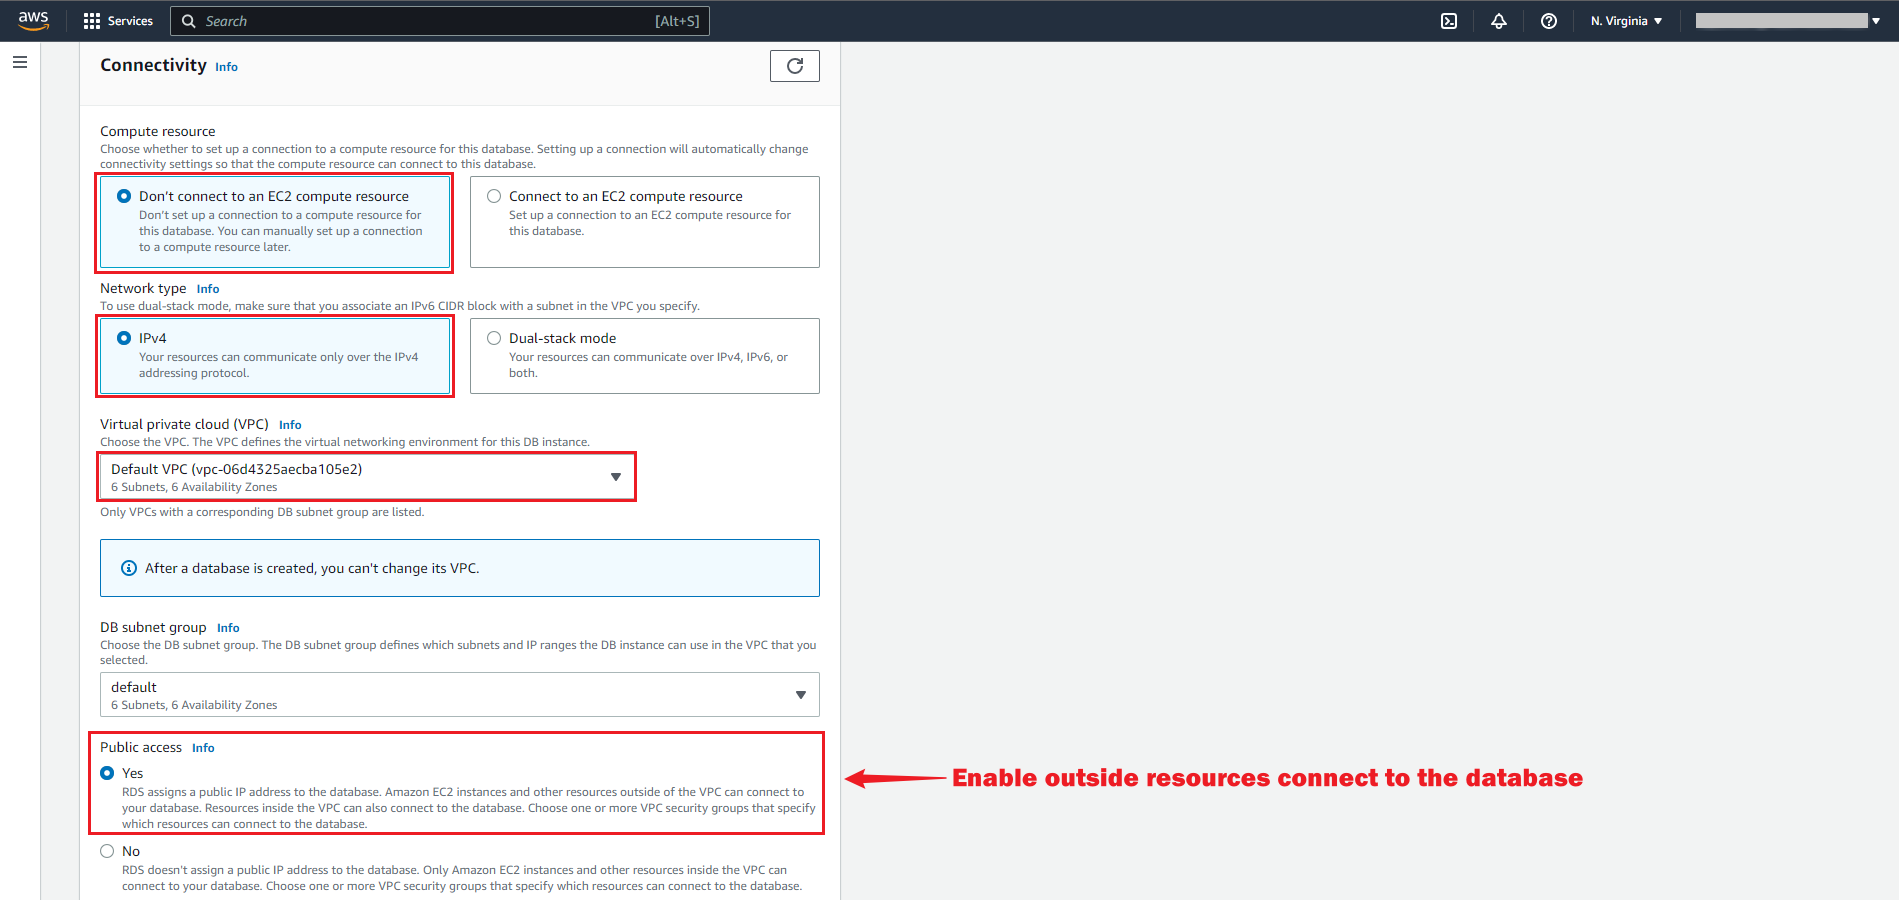 aws Services Search [Alt+S] N. Virginia
Connectivity Info
Compute resource
Choose whether to set up a connection to a compute resource for this database. Setting up a connection will automatically change
connectivity settings so that the compute resource can connect to this database.
Don't connect to an EC2 compute resource
Don't set up a connection to a compute resource for
this database. You can manually set up a connection
to a compute resource later.
Connect to an EC2 compute resource
Set up a connection to an EC2 compute resource for
this database.
Network type Info
To use dual-stack mode, make sure that you associate an IPv6 CIDR block with a subnet in the VPC you specify.
IPv4
Your resources can communicate only over the IPv4
addressing protocol.
Dual-stack mode
Your resources can communicate over IPv4, IPv6, or
both.
Virtual private cloud (VPC) Info
Choose the VPC. The VPC defines the virtual networking environment for this DB instance.
Default VPC (vpc-06d4325aecba105e2)
6 Subnets, 6 Availability Zones
Only VPCs with a corresponding DB subnet group are listed.
After a database is created, you can't change its VPC.
DB subnet group Info
Choose the DB subnet group. The DB subnet group defines which subnets and IP ranges the DB instance can use in the VPC that you
selected.
default
6 Subnets, 6 Availability Zones
Public access Info
Yes
RDS assigns a public IP address to the database. Amazon EC2 instances and other resources outside of the VPC can connect to
your database. Resources inside the VPC can also connect to the database. Choose one or more VPC security groups that specify
which resources can connect to the database.
Enable outside resources connect to the database
No
RDS doesn't assign a public IP address to the database. Only Amazon EC2 instances and other resources inside the VPC can
connect to your database. Choose one or more VPC security groups that specify which resources can connect to the database.